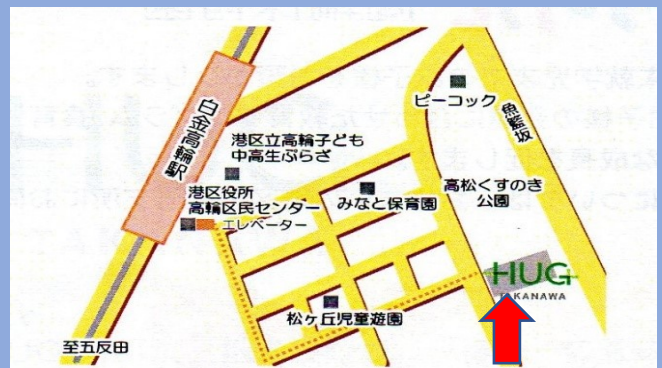 白金高輪駅
港区立高輪子ども
中高生ぷらざ
港区役所
高輪区民センター
エレベーター
ピーコック
魚籃坂
みなと保育園
高松くすのき
公園
HUG
TAKANAWA
松ヶ丘児童遊園
至五反田